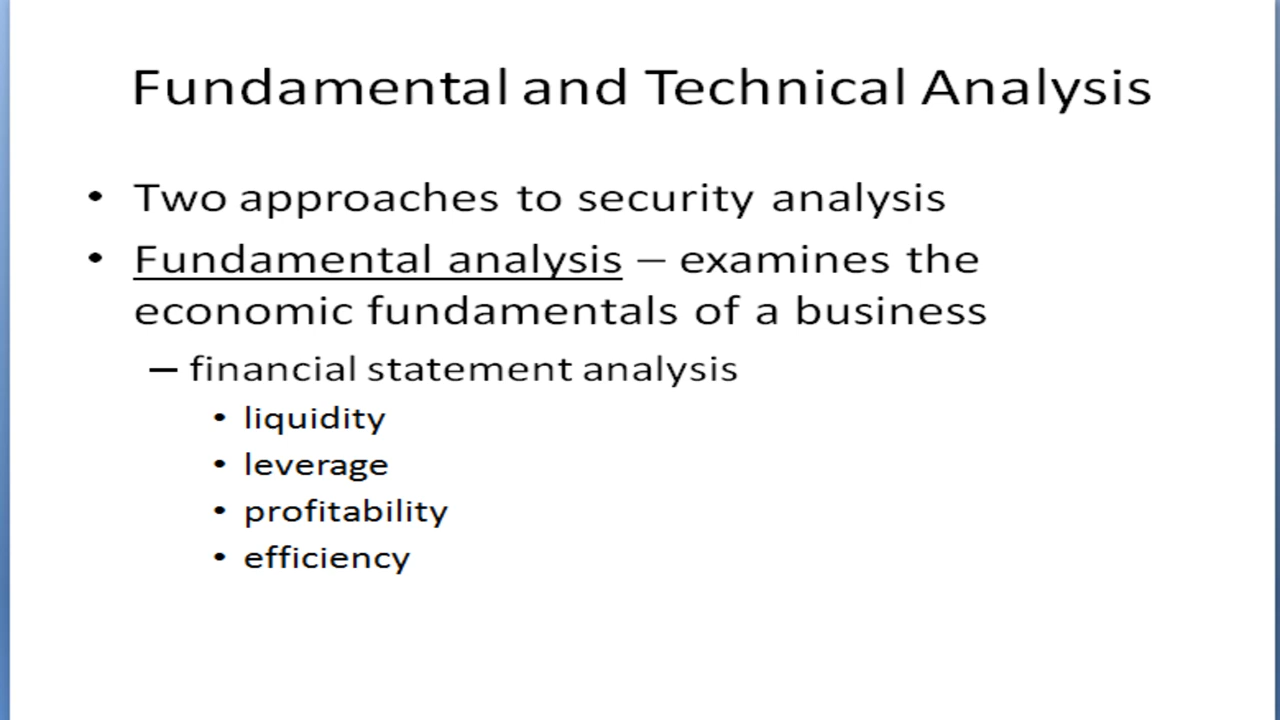 Fundamental and Technical Analysis
• Two approaches to security analysis
• Fundamental analysis – examines the
economic fundamentals of a business
– financial statement analysis
• liquidity
• leverage
• profitability
• efficiency